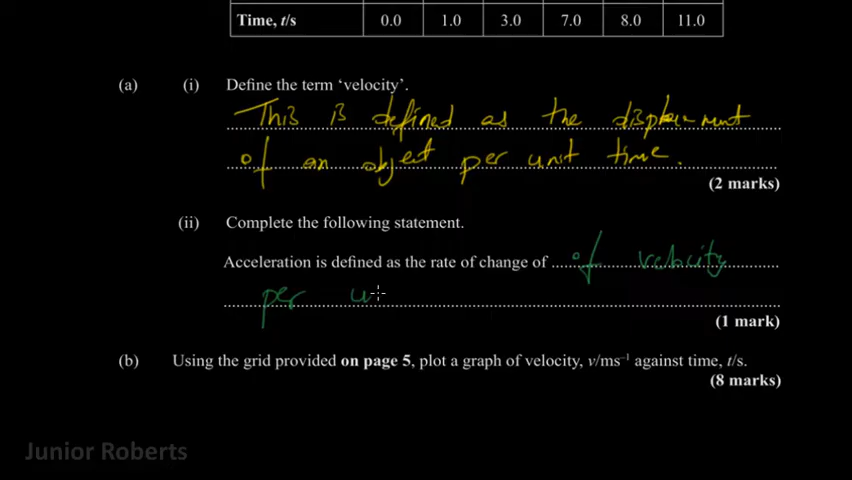 Time, t/s 0.0 1.0 3.0 7.0 8.0 11.0
(a) (i) Define the term ‘velocity’.
This is defined as the displacement
of an object per unit time.
(2 marks)
(ii) Complete the following statement.
Acceleration is defined as the rate of change of of velocity
per u
(1 mark)
(b) Using the grid provided on page 5, plot a graph of velocity, v/ms⁻¹ against time, t/s.
(8 marks)
Junior Roberts